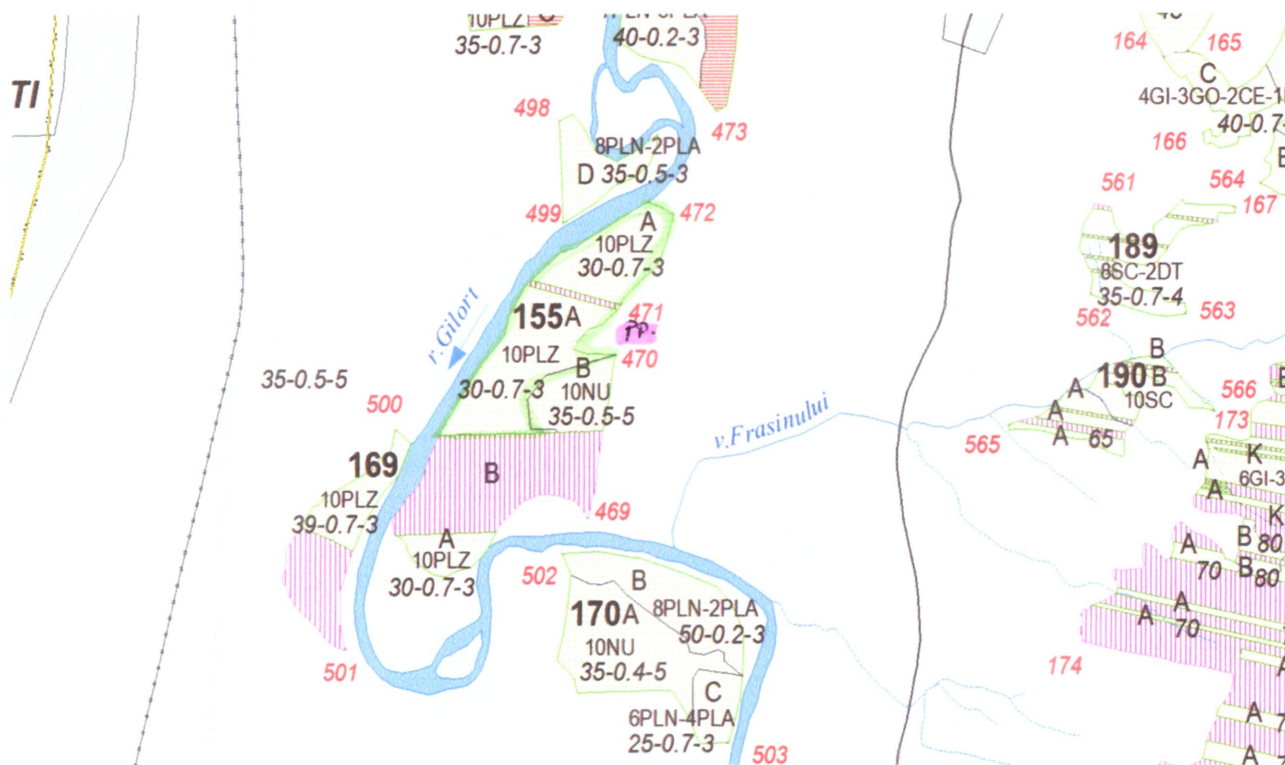 10PLZ
35-0.7-3
40-0.2-3
TI
498
473
8PLN-2PLA
D 35-0.5-3
499
472
A
10PLZ
30-0.7-3
r.Gilort
155A
471
PP.
470
10PLZ
30-0.7-3
B
10NU
35-0.5-5
35-0.5-5
500
169
10PLZ
39-0.7-3
B
469
A
10PLZ
30-0.7-3
501
502
B
170A
8PLN-2PLA
50-0.2-3
10NU
35-0.4-5
C
6PLN-4PLA
25-0.7-3
503
v.Frasinului
164
165
C
4GI-3GO-2CE-1
40-0.7-
166
561
564
167
189
8SC-2DT
35-0.7-4
562
563
B
190B
10SC
A
A
A 65
565
566
173
A
K
6GI-3
A
K
B 80
A
70
B 80
A
70
A
174
A
A